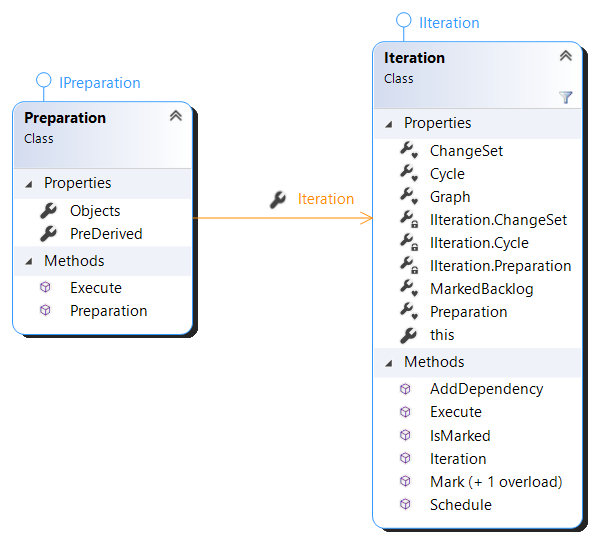 IPreparation
Preparation
Class
Properties
Objects
PreDerived
Methods
Execute
Preparation
Iteration
IIteration
Iteration
Class
Properties
ChangeSet
Cycle
Graph
IIteration.ChangeSet
IIteration.Cycle
IIteration.Preparation
MarkedBacklog
Preparation
this
Methods
AddDependency
Execute
IsMarked
Iteration
Mark (+ 1 overload)
Schedule